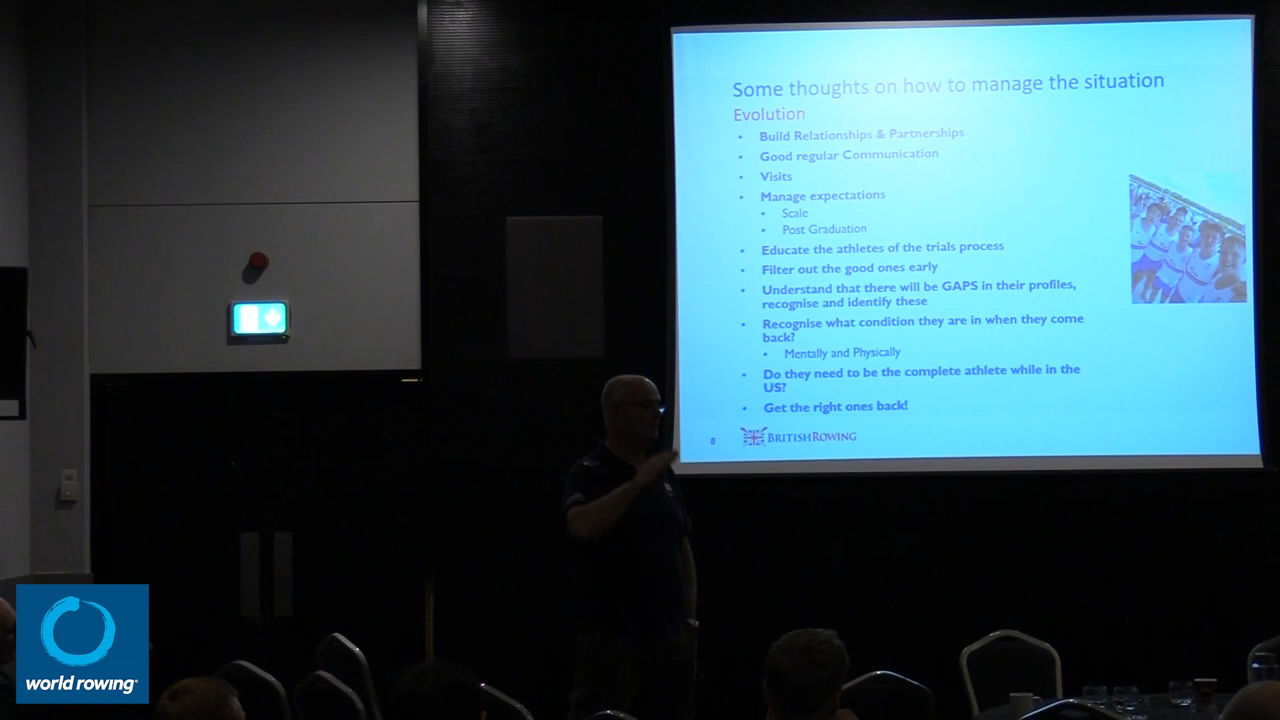 Some thoughts on how to manage the situation
Evolution
• Build Relationships & Partnerships
• Good regular Communication
• Visits
• Manage expectations
• Scale
• Post Graduation
• Educate the athletes of the trials process
• Filter out the good ones early
• Understand that there will be GAPS in their profiles,
recognise and identify these
• Recognise what condition they are in when they come
back?
• Mentally and Physically
• Do they need to be the complete athlete while in the
US?
• Get the right ones back!
8
BRITISH ROWING
world rowing